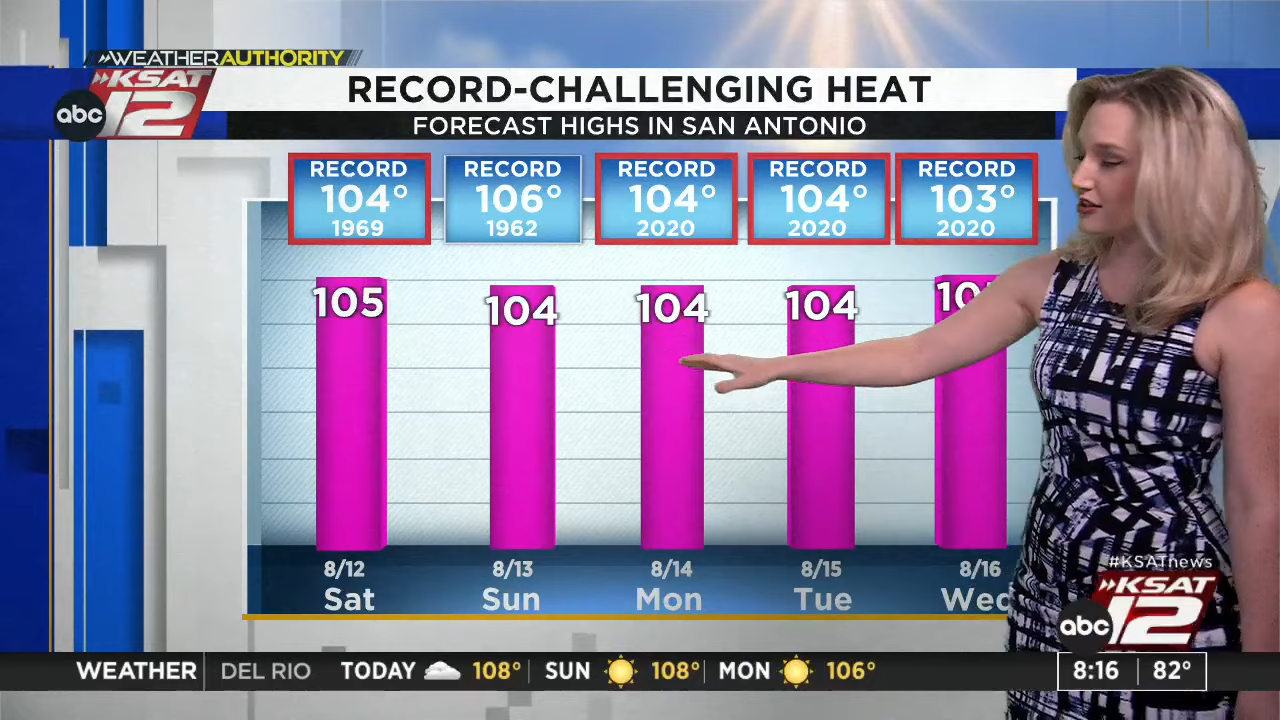 WEATHERAUTHORITY
KSAT
abc 12
RECORD-CHALLENGING HEAT
FORECAST HIGHS IN SAN ANTONIO
RECORD 104° 1969
RECORD 106° 1962
RECORD 104° 2020
RECORD 104° 2020
RECORD 103° 2020
105 104 104 104
8/12 8/13 8/14 8/15 8/16
Sat Sun Mon Tue Wed
#KSATnews
KSAT
abc 12
WEATHER DEL RIO TODAY 108° SUN 108° MON 106° 8:16 82°